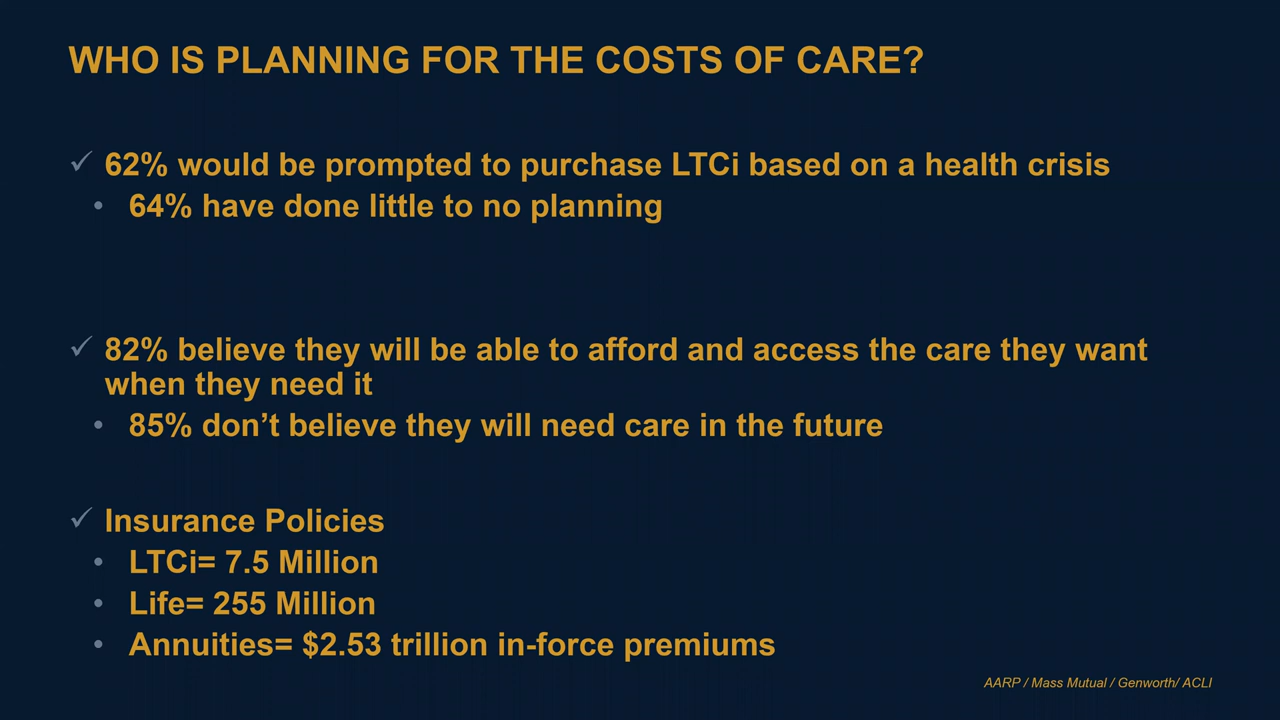 WHO IS PLANNING FOR THE COSTS OF CARE?
✓ 62% would be prompted to purchase LTCi based on a health crisis
• 64% have done little to no planning
✓ 82% believe they will be able to afford and access the care they want
when they need it
• 85% don’t believe they will need care in the future
✓ Insurance Policies
• LTCi= 7.5 Million
• Life= 255 Million
• Annuities= $2.53 trillion in-force premiums
AARP / Mass Mutual / Genworth/ ACLI